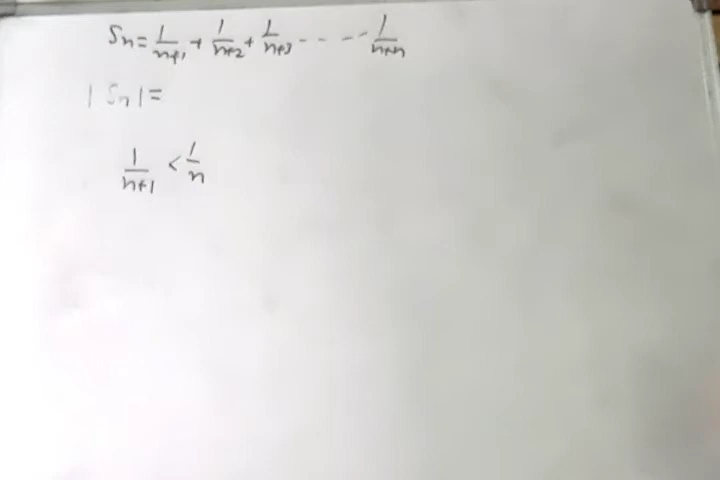 Sn = 1/(n+1) + 1/(n+2) + 1/(n+3) - - - - - 1/(n+n)
| Sn | =
1/(n+1) < 1/n